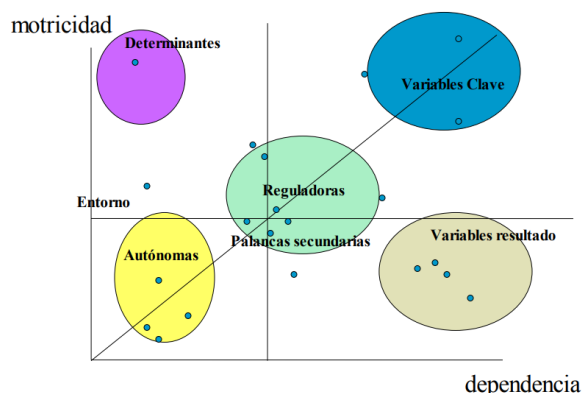 motricidad
Determinantes
Variables Clave
Reguladoras
Entorno
Palancas secundarias
Variables resultado
Autónomas
dependencia